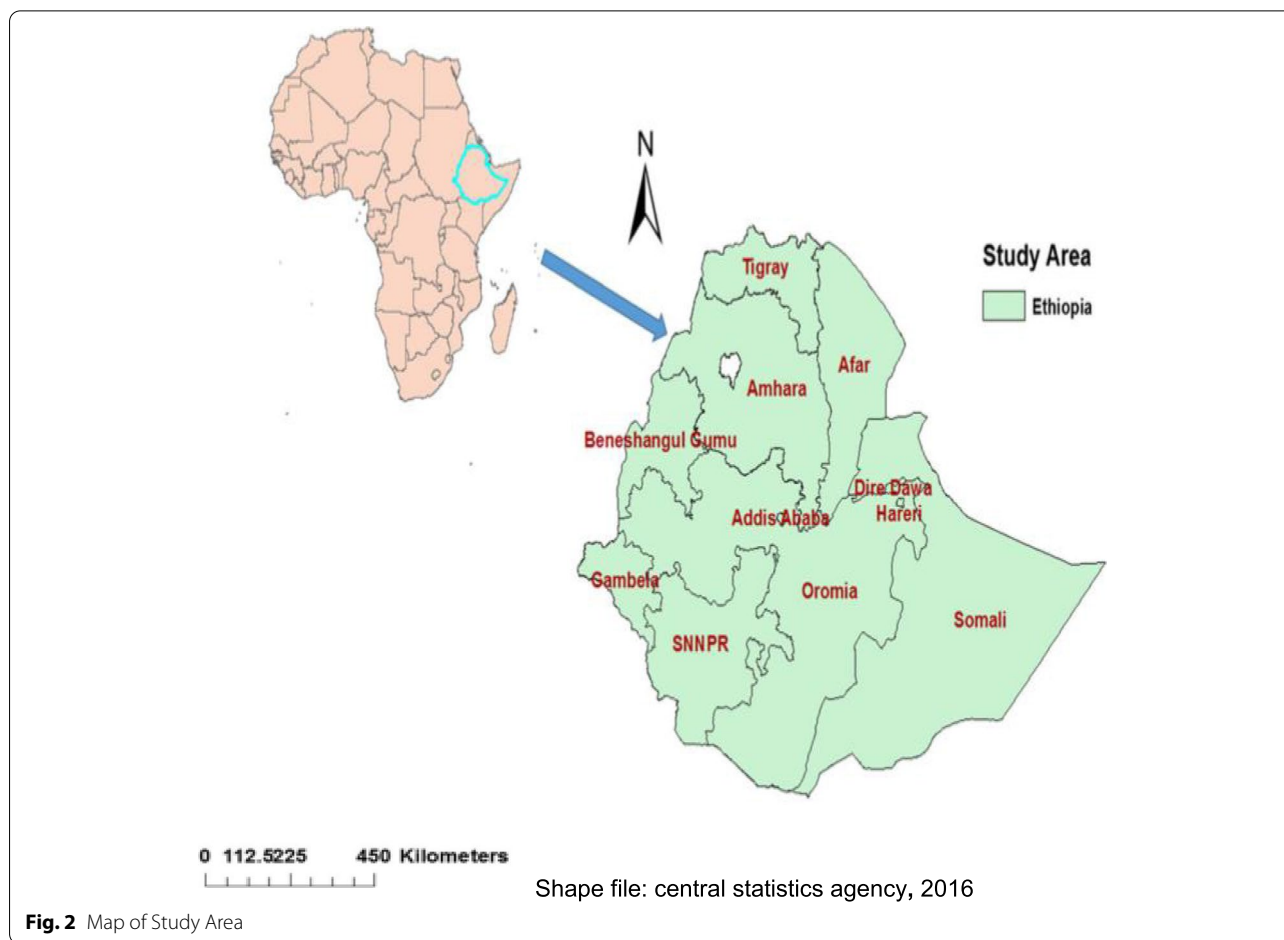 N
Study Area
Ethiopia
Tigray
Afar
Amhara
Beneshangul Gumu
Dire Dawa
Hareri
Addis Ababa
Gambela
Oromia
Somali
SNNPR
0 112.5225 450 Kilometers
Shape file: central statistics agency, 2016
Fig. 2 Map of Study Area